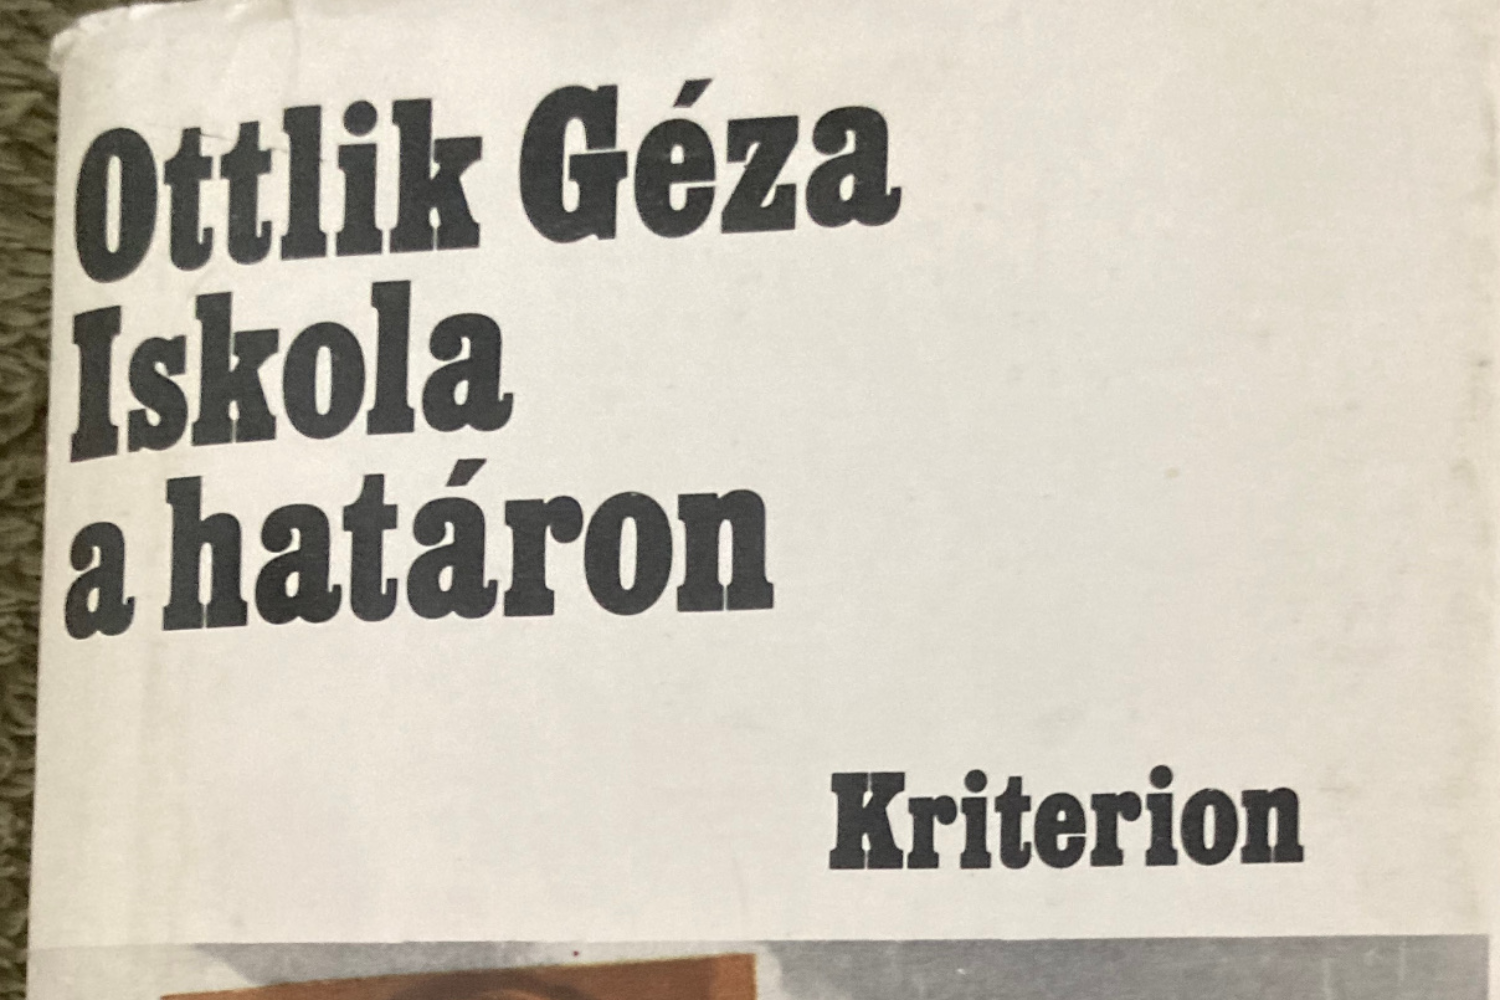 Ottlik Géza
Iskola
a határon
Kriterion